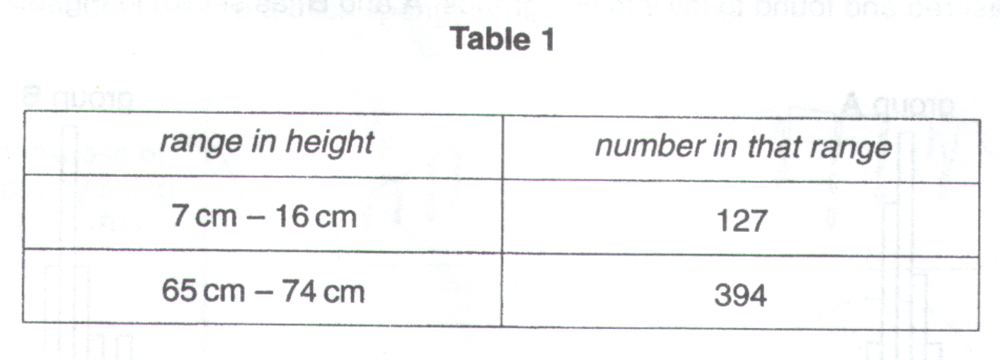 Table 1
range in height number in that range
7 cm – 16 cm 127
65 cm – 74 cm 394